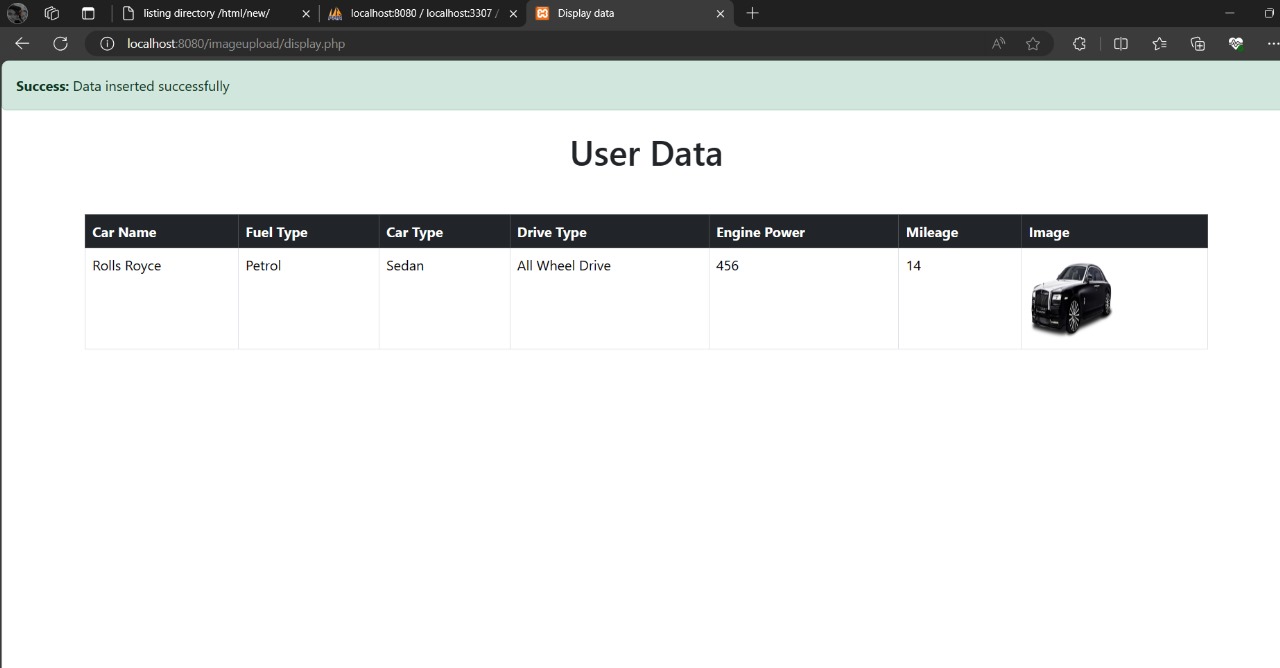 listing directory /html/new/
localhost:8080 / localhost:3307 /
Display data
localhost:8080/imageupload/display.php
Success: Data inserted successfully
User Data
Car Name Fuel Type Car Type Drive Type Engine Power Mileage Image
Rolls Royce Petrol Sedan All Wheel Drive 456 14